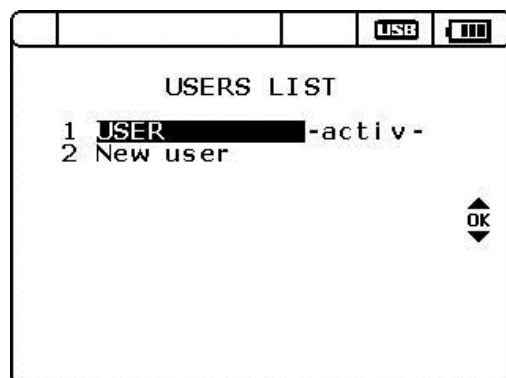 USB
USERS LIST
1 USER -activ-
2 New user
OK